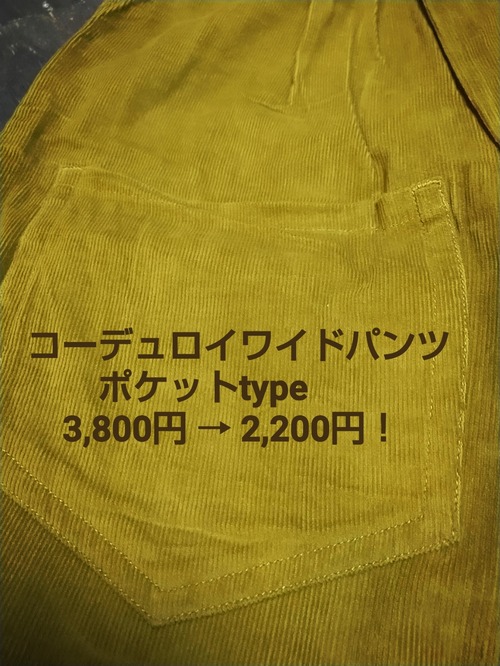 コーデュロイワイドパンツ
ポケットtype
3,800円 → 2,200円！